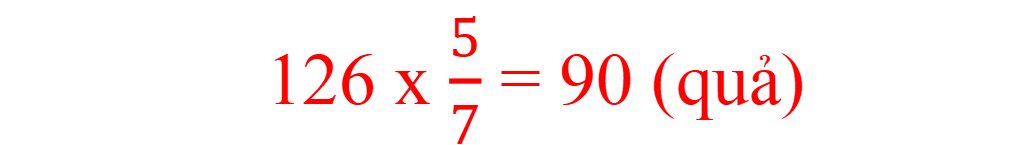 126 x 5/7 = 90 (quả)